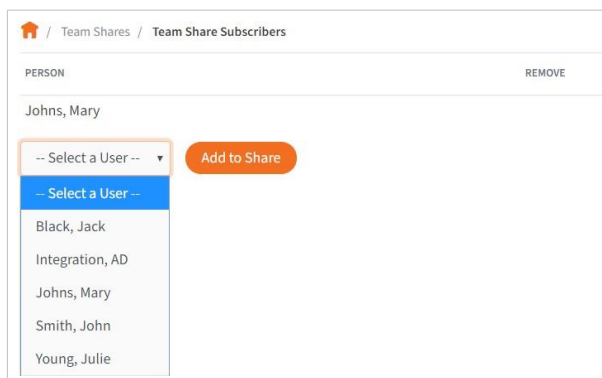 / Team Shares / Team Share Subscribers
PERSON REMOVE
Johns, Mary
-- Select a User -- Add to Share
-- Select a User --
Black, Jack
Integration, AD
Johns, Mary
Smith, John
Young, Julie